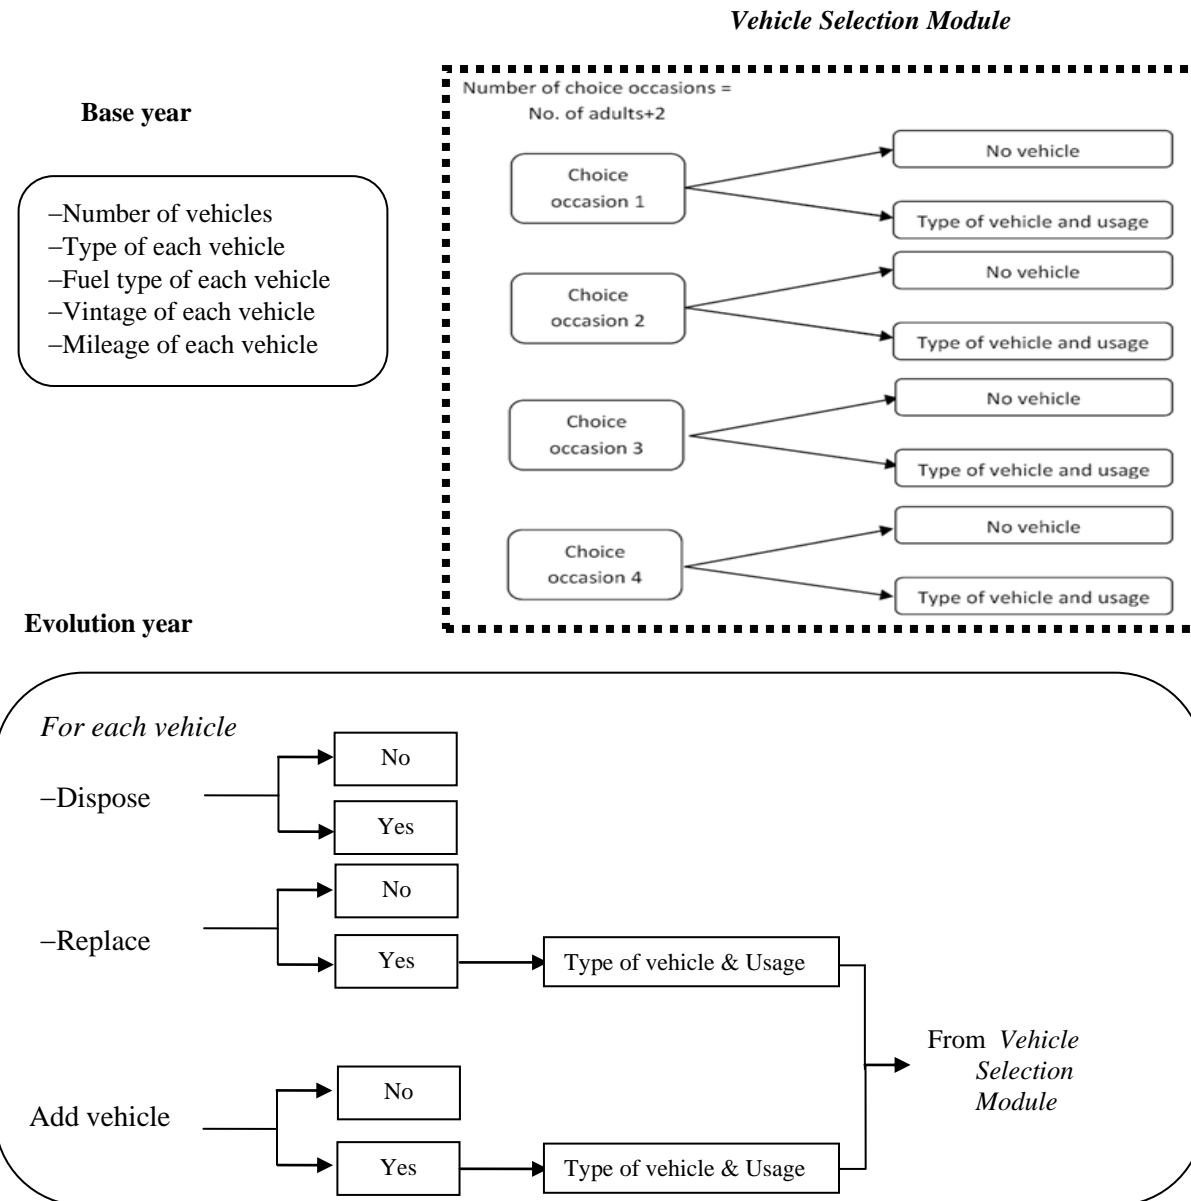 Vehicle Selection Module
Base year
–Number of vehicles
–Type of each vehicle
–Fuel type of each vehicle
–Vintage of each vehicle
–Mileage of each vehicle
Number of choice occasions =
No. of adults+2
Choice
occasion 1
No vehicle
Type of vehicle and usage
Choice
occasion 2
No vehicle
Type of vehicle and usage
Choice
occasion 3
No vehicle
Type of vehicle and usage
Choice
occasion 4
No vehicle
Type of vehicle and usage
Evolution year
For each vehicle
–Dispose
No
Yes
–Replace
No
Yes
Type of vehicle & Usage
Add vehicle
No
Yes
Type of vehicle & Usage
From Vehicle
Selection
Module